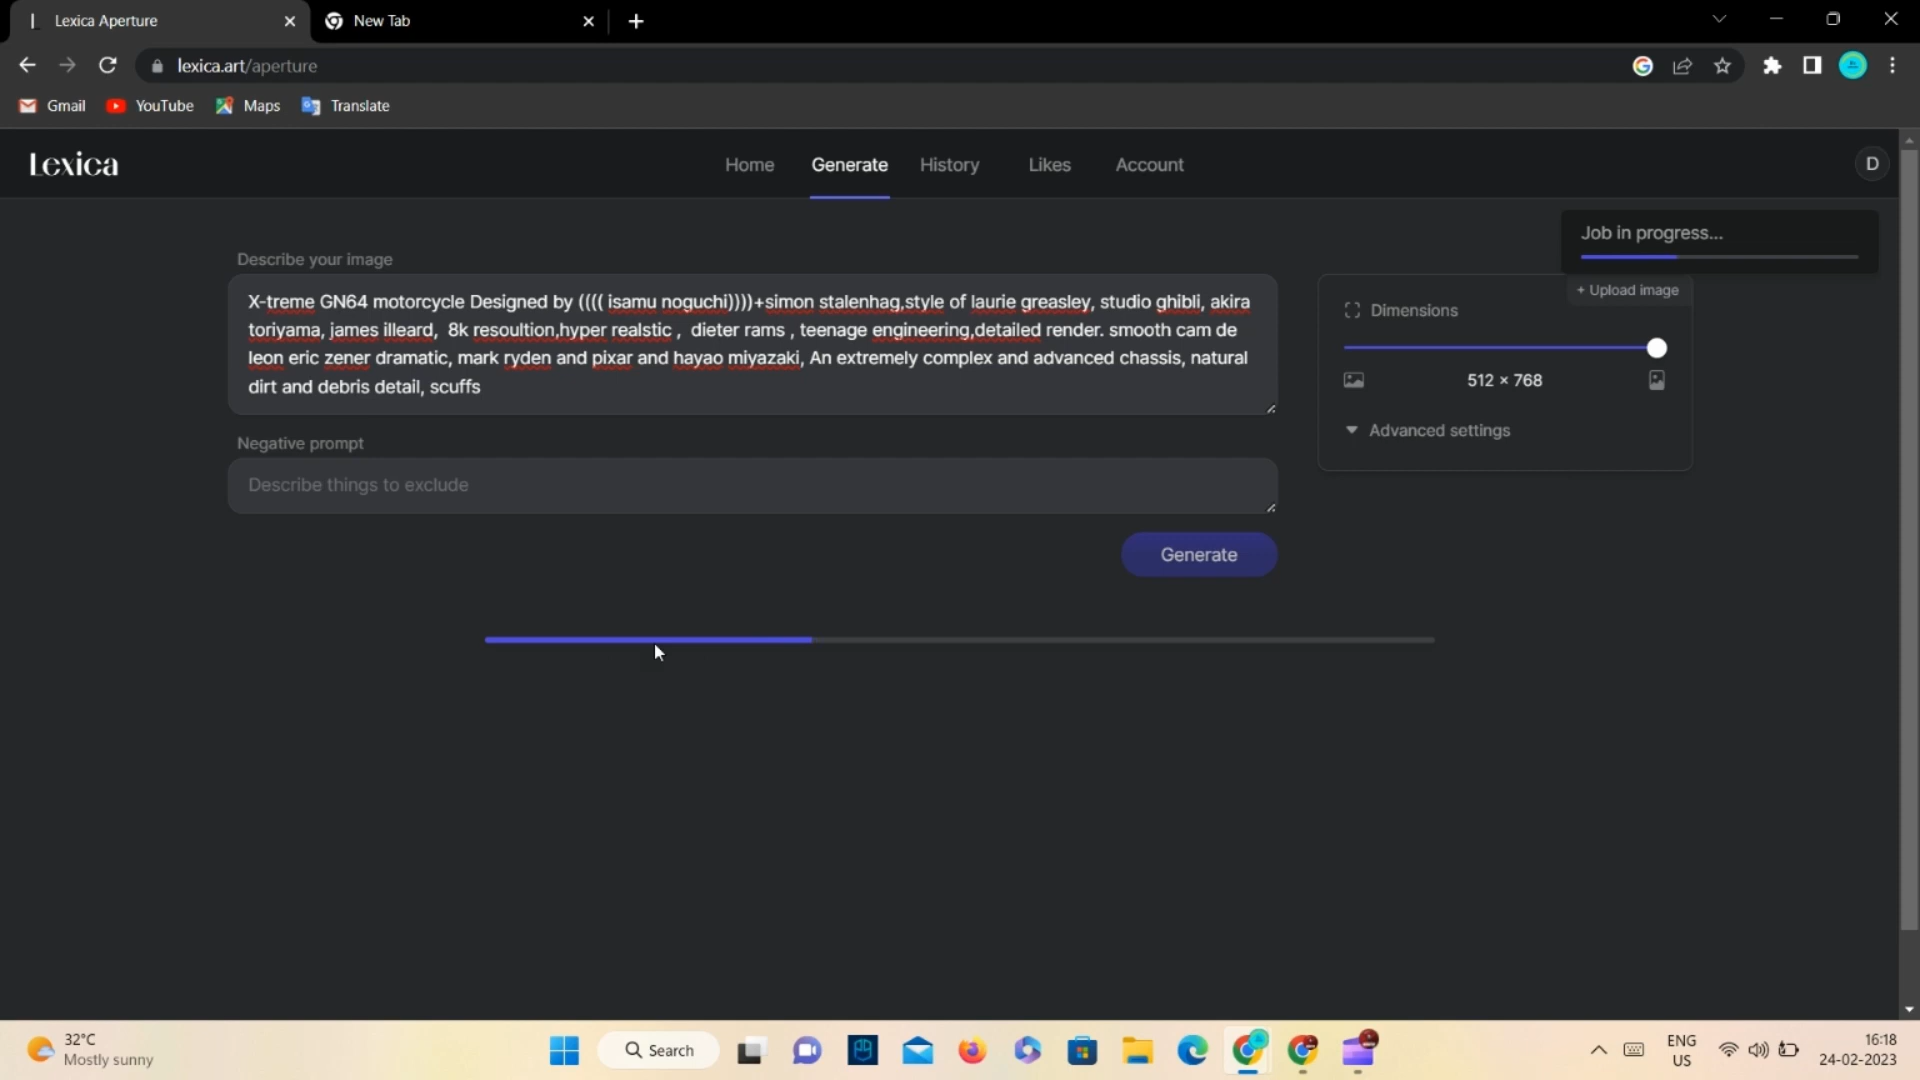 Lexica Aperture
New Tab
lexica.art/aperture
Gmail
YouTube
Maps
Translate
Lexica
Home
Generate
History
Likes
Account
D
Job in progress...
Describe your image
+ Upload image
X-treme GN64 motorcycle Designed by (((( isamu noguchi))))+simon stalenhag,style of laurie greasley, studio ghibli, akira
toriyama, james illeard,  8k resoultion,hyper realstic ,  dieter rams , teenage engineering,detailed render. smooth cam de
leon eric zener dramatic, mark ryden and pixar and hayao miyazaki, An extremely complex and advanced chassis, natural
dirt and debris detail, scuffs
Dimensions
512 × 768
Advanced settings
Negative prompt
Describe things to exclude
Generate
32°C
Mostly sunny
Search
ENG
US
16:18
24-02-2023